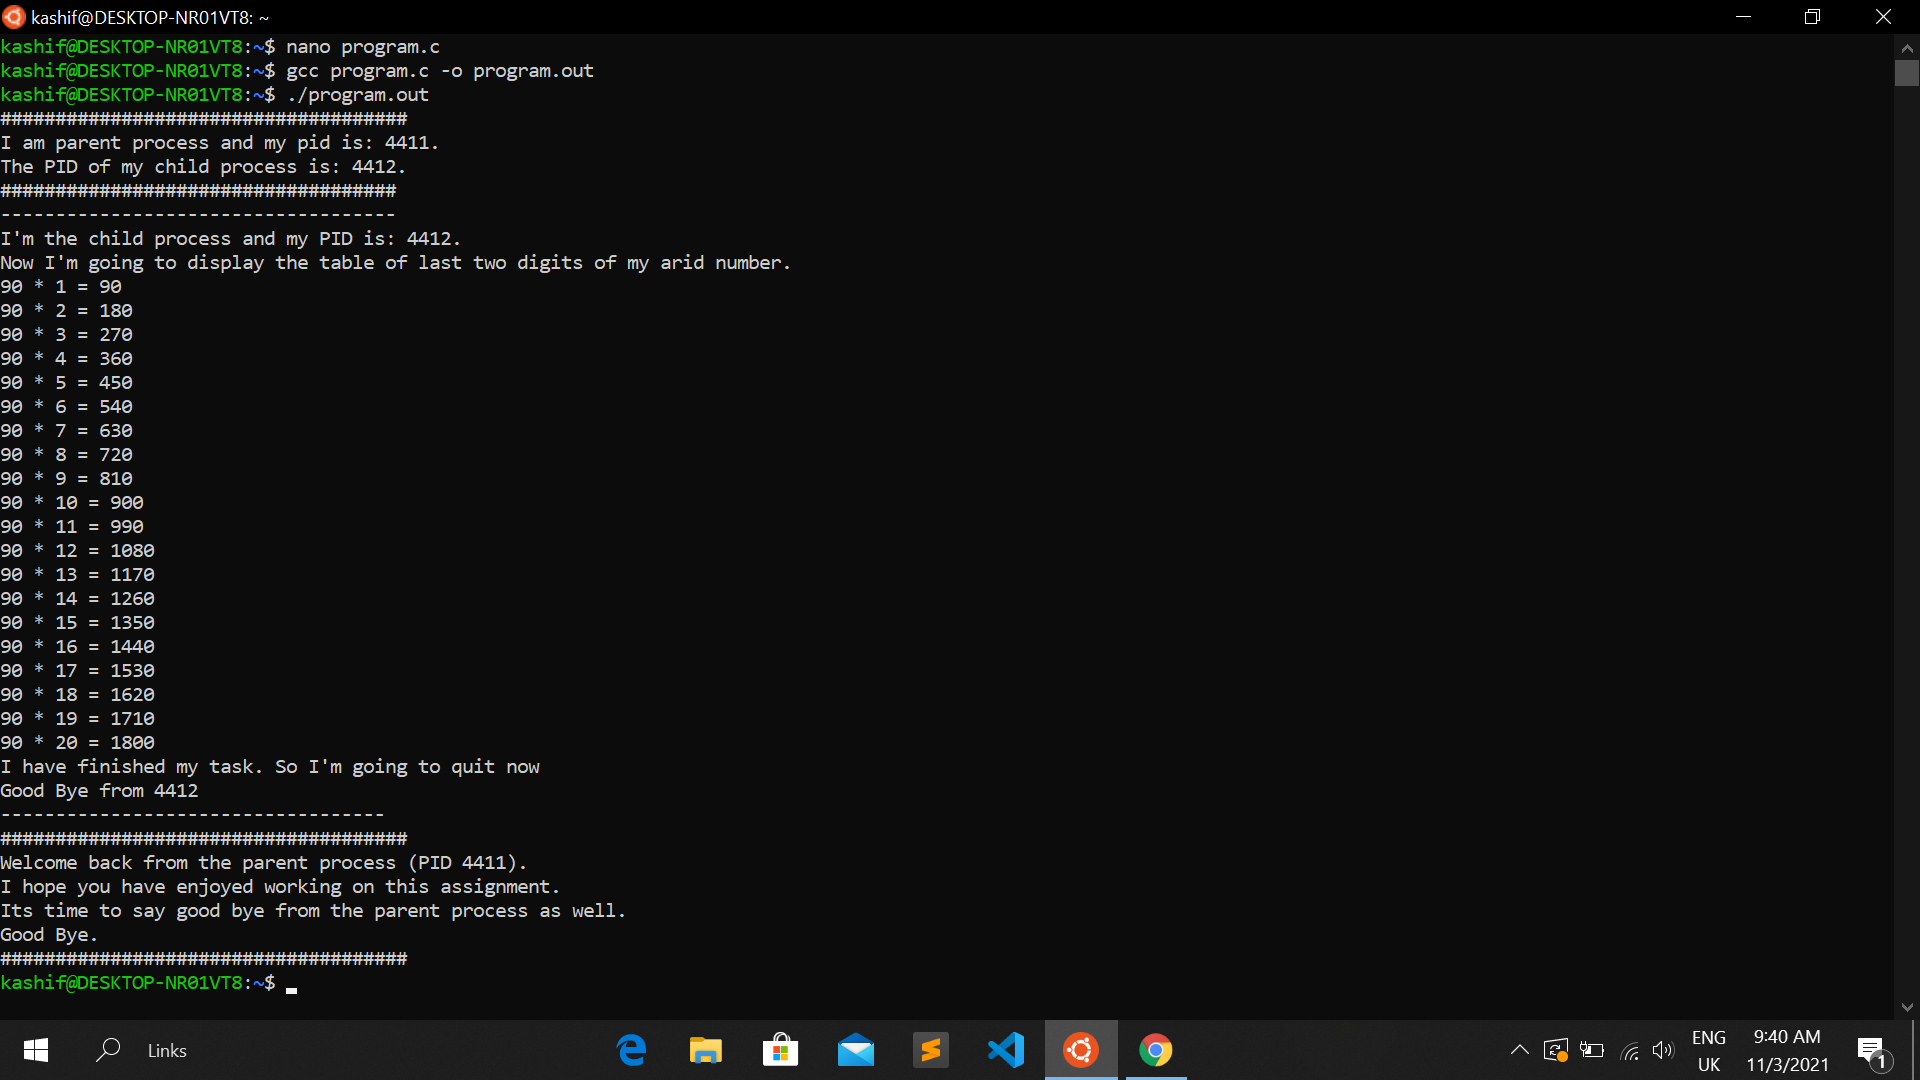 kashif@DESKTOP-NR01VT8: ~
kashif@DESKTOP-NR01VT8:~$ nano program.c
kashif@DESKTOP-NR01VT8:~$ gcc program.c -o program.out
kashif@DESKTOP-NR01VT8:~$ ./program.out
#####################################
I am parent process and my pid is: 4411.
The PID of my child process is: 4412.
####################################
------------------------------------
I'm the child process and my PID is: 4412.
Now I'm going to display the table of last two digits of my arid number.
90 * 1 = 90
90 * 2 = 180
90 * 3 = 270
90 * 4 = 360
90 * 5 = 450
90 * 6 = 540
90 * 7 = 630
90 * 8 = 720
90 * 9 = 810
90 * 10 = 900
90 * 11 = 990
90 * 12 = 1080
90 * 13 = 1170
90 * 14 = 1260
90 * 15 = 1350
90 * 16 = 1440
90 * 17 = 1530
90 * 18 = 1620
90 * 19 = 1710
90 * 20 = 1800
I have finished my task. So I'm going to quit now
Good Bye from 4412
-----------------------------------
#####################################
Welcome back from the parent process (PID 4411).
I hope you have enjoyed working on this assignment.
Its time to say good bye from the parent process as well.
Good Bye.
#####################################
kashif@DESKTOP-NR01VT8:~$
Links
ENG
UK
9:40 AM
11/3/2021
1